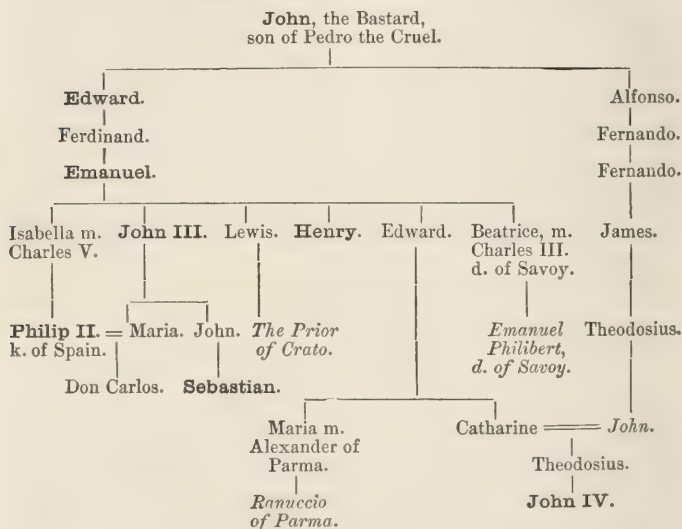 John, the Bastard,
son of Pedro the Cruel.
Edward.
Alfonso.
Ferdinand.
Fernando.
Emanuel.
Fernando.
Isabella m.
Charles V.
John III.
Lewis.
Henry.
Edward.
Beatrice, m.
Charles III.
d. of Savoy.
James.
Philip II. = Maria.
k. of Spain.
John.
The Prior
of Crato.
Emanuel
Philibert,
d. of Savoy.
Theodosius.
Don Carlos.
Sebastian.
Maria m.
Alexander of
Parma.
Catharine = John.
Theodosius.
Ranuccio
of Parma.
John IV.